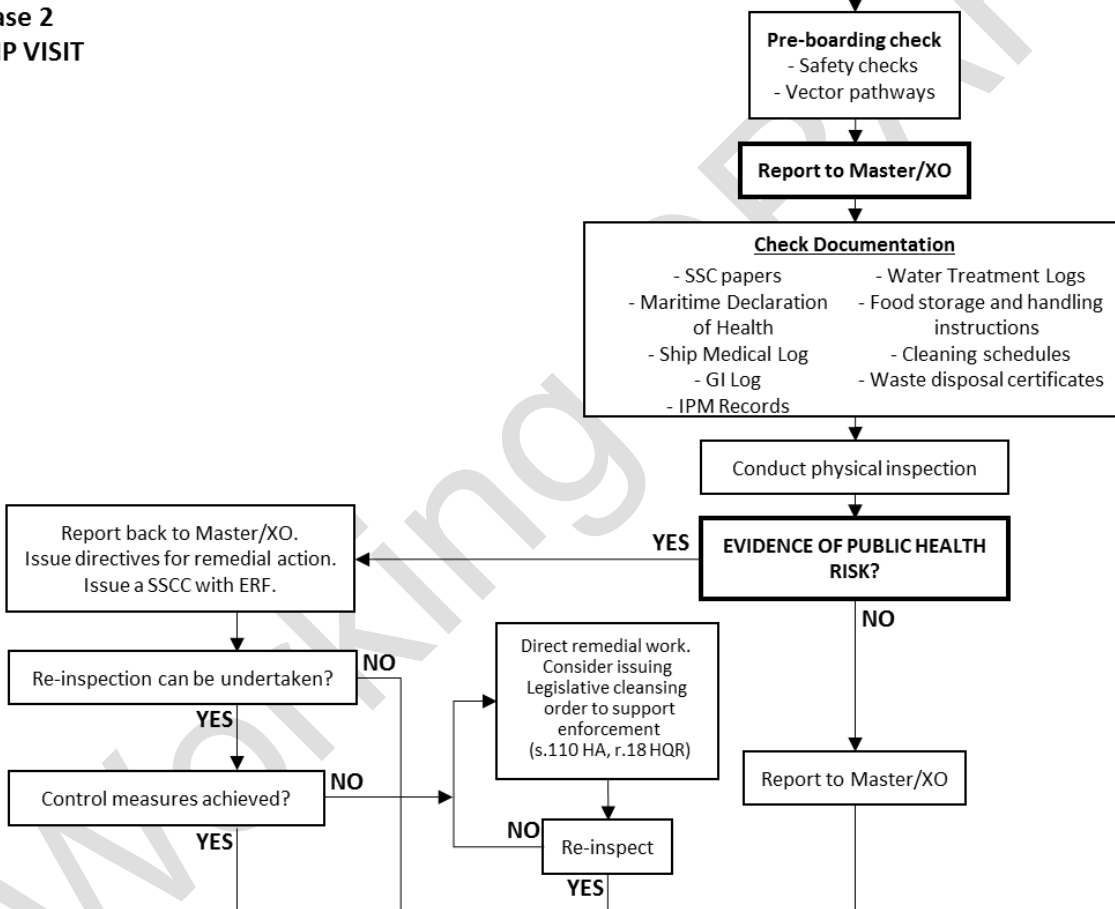 ase 2
IP VISIT
Pre-boarding check
- Safety checks
- Vector pathways
Report to Master/XO
Check Documentation
- SSC papers
- Maritime Declaration
of Health
- Ship Medical Log
- GI Log
- IPM Records
- Water Treatment Logs
- Food storage and handling
instructions
- Cleaning schedules
- Waste disposal certificates
Conduct physical inspection
EVIDENCE OF PUBLIC HEALTH
RISK?
YES
NO
Report back to Master/XO.
Issue directives for remedial action.
Issue a SSCC with ERF.
Re-inspection can be undertaken?
NO
YES
Control measures achieved?
NO
YES
Direct remedial work.
Consider issuing
Legislative cleansing
order to support
enforcement
(s.110 HA, r.18 HQR)
Re-inspect
NO
YES
Report to Master/XO
Working